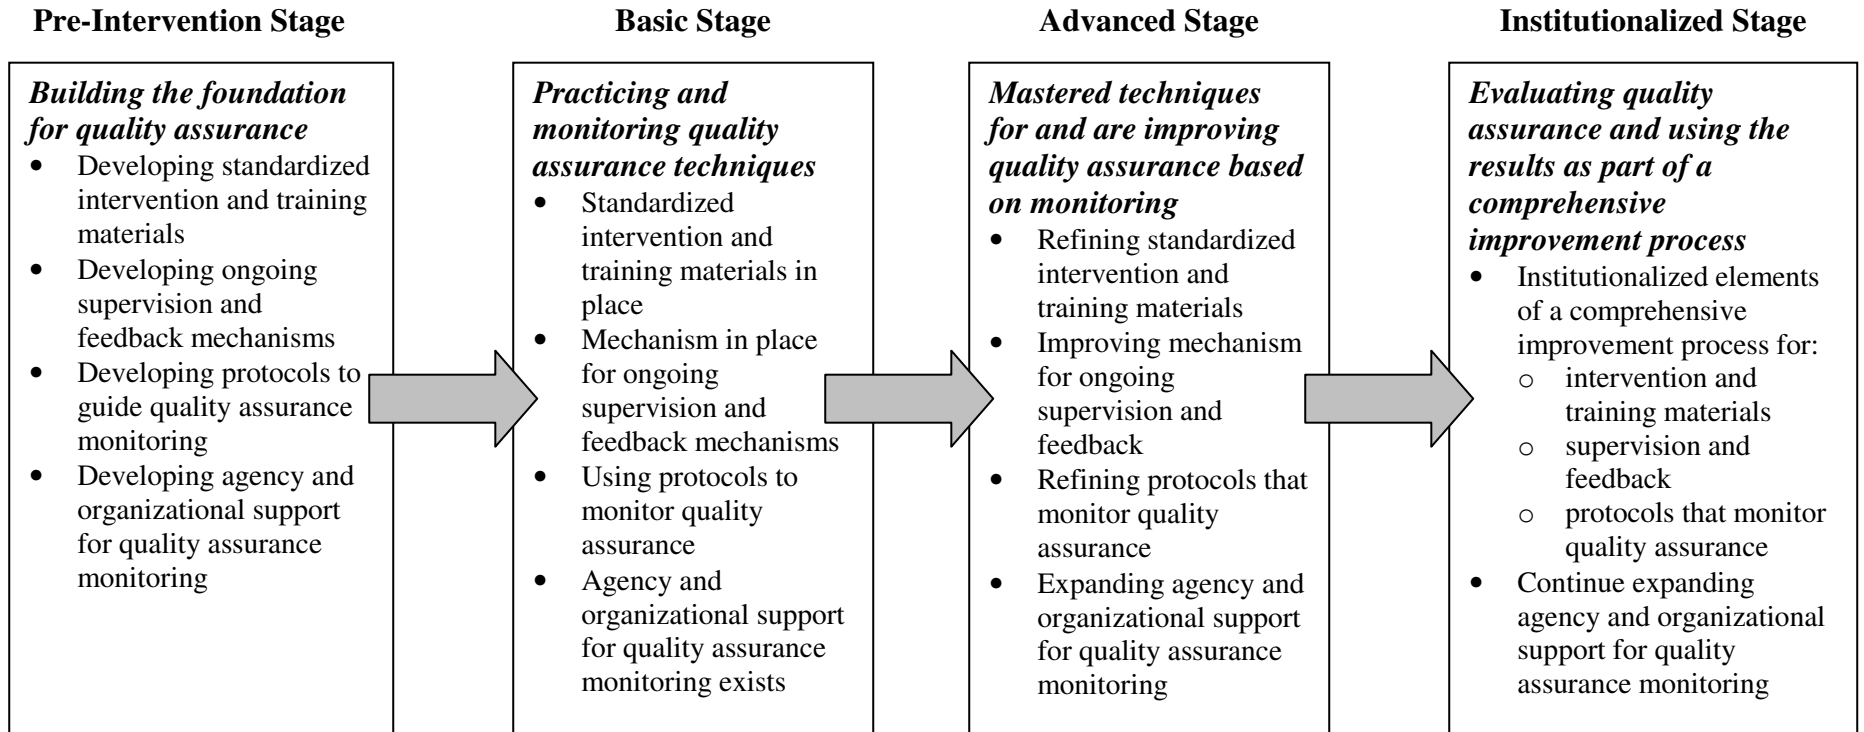 Pre-Intervention Stage
Building the foundation
for quality assurance
• Developing standardized
intervention and training
materials
• Developing ongoing
supervision and
feedback mechanisms
• Developing protocols to
guide quality assurance
monitoring
• Developing agency and
organizational support
for quality assurance
monitoring
Basic Stage
Practicing and
monitoring quality
assurance techniques
• Standardized
intervention and
training materials in
place
• Mechanism in place
for ongoing
supervision and
feedback mechanisms
• Using protocols to
monitor quality
assurance
• Agency and
organizational support
for quality assurance
monitoring exists
Advanced Stage
Mastered techniques
for and are improving
quality assurance based
on monitoring
• Refining standardized
intervention and
training materials
• Improving mechanism
for ongoing
supervision and
feedback
• Refining protocols that
monitor quality
assurance
• Expanding agency and
organizational support
for quality assurance
monitoring
Institutionalized Stage
Evaluating quality
assurance and using the
results as part of a
comprehensive
improvement process
• Institutionalized elements
of a comprehensive
improvement process for:
o intervention and
training materials
o supervision and
feedback
o protocols that monitor
quality assurance
• Continue expanding
agency and organizational
support for quality
assurance monitoring